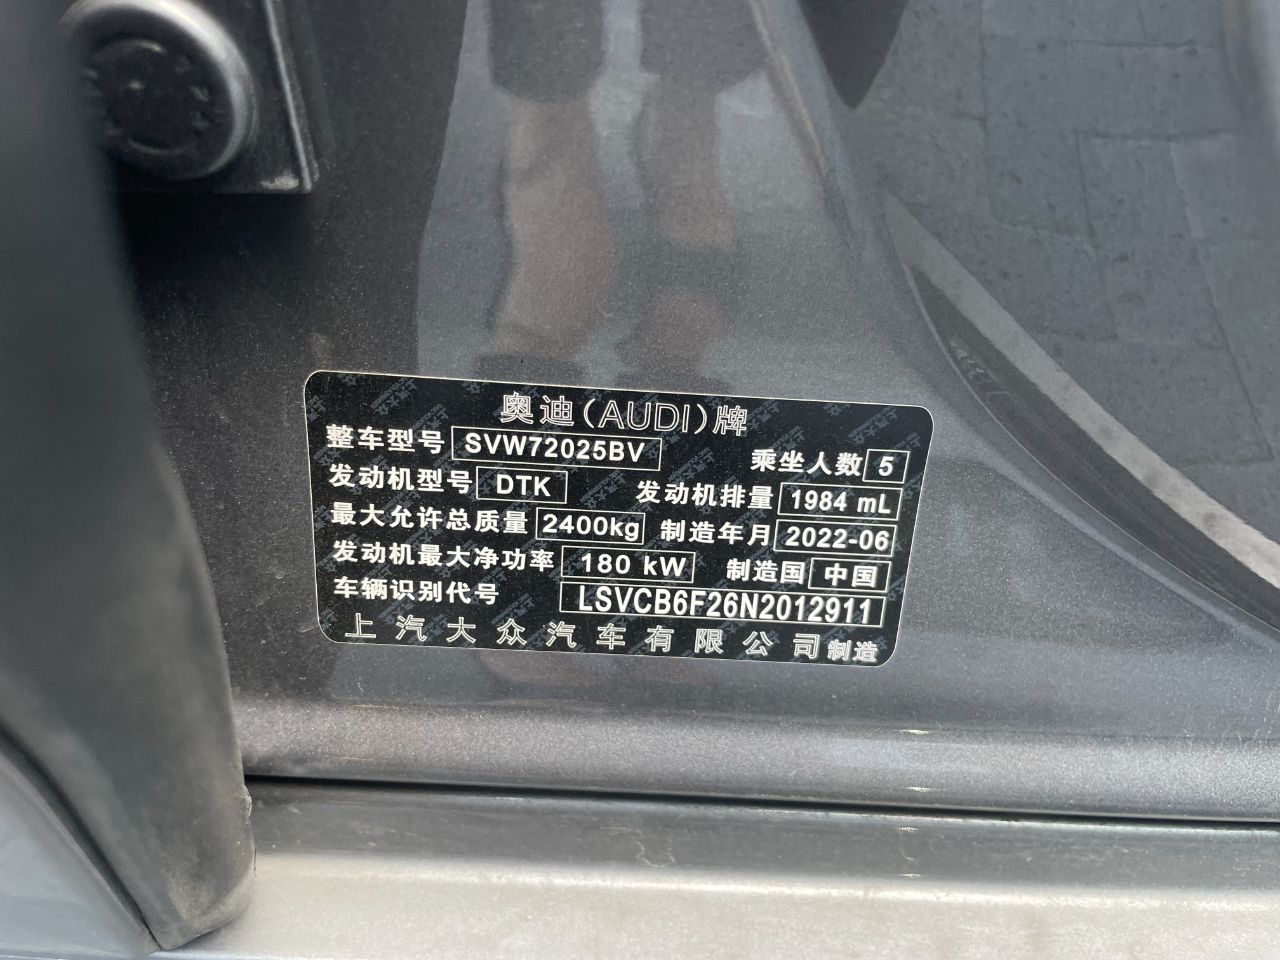 奥迪(AUDI)牌
整车型号 SVW72025BV 乘坐人数 5
发动机型号 DTK 发动机排量 1984 mL
最大允许总质量 2400kg 制造年月 2022-06
发动机最大净功率 180 kW 制造国 中国
车辆识别代号 LSVCB6F26N2012911
上汽大众汽车有限公司 制造